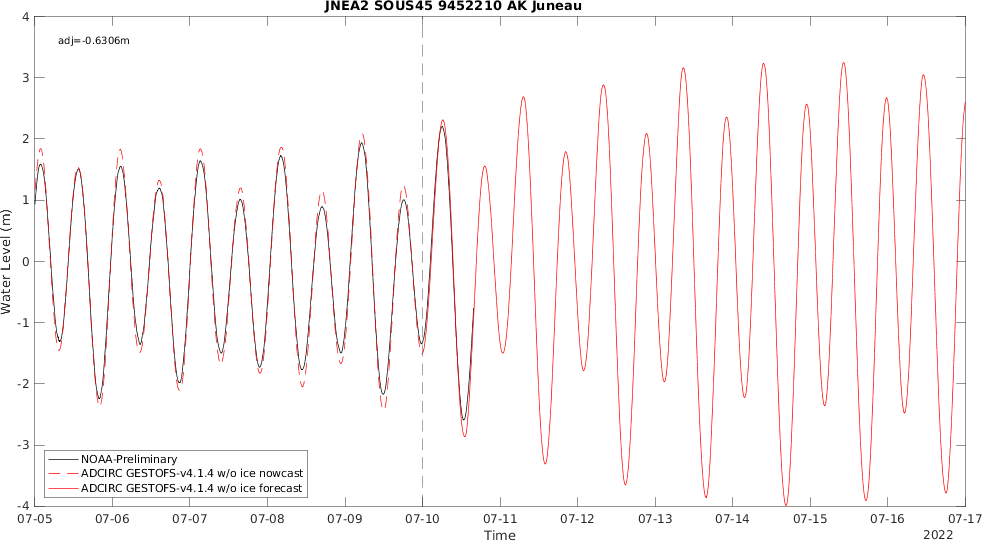 JNEA2 SOUS45 9452210 AK Juneau
adj=-0.6306m
4
3
2
1
0
-1
-2
-3
-4
Water Level (m)
NOAA-Preliminary
ADCIRC GESTOFS-v4.1.4 w/o ice nowcast
ADCIRC GESTOFS-v4.1.4 w/o ice forecast
07-05 07-06 07-07 07-08 07-09 07-10 07-11 07-12 07-13 07-14 07-15 07-16 07-17
Time
2022